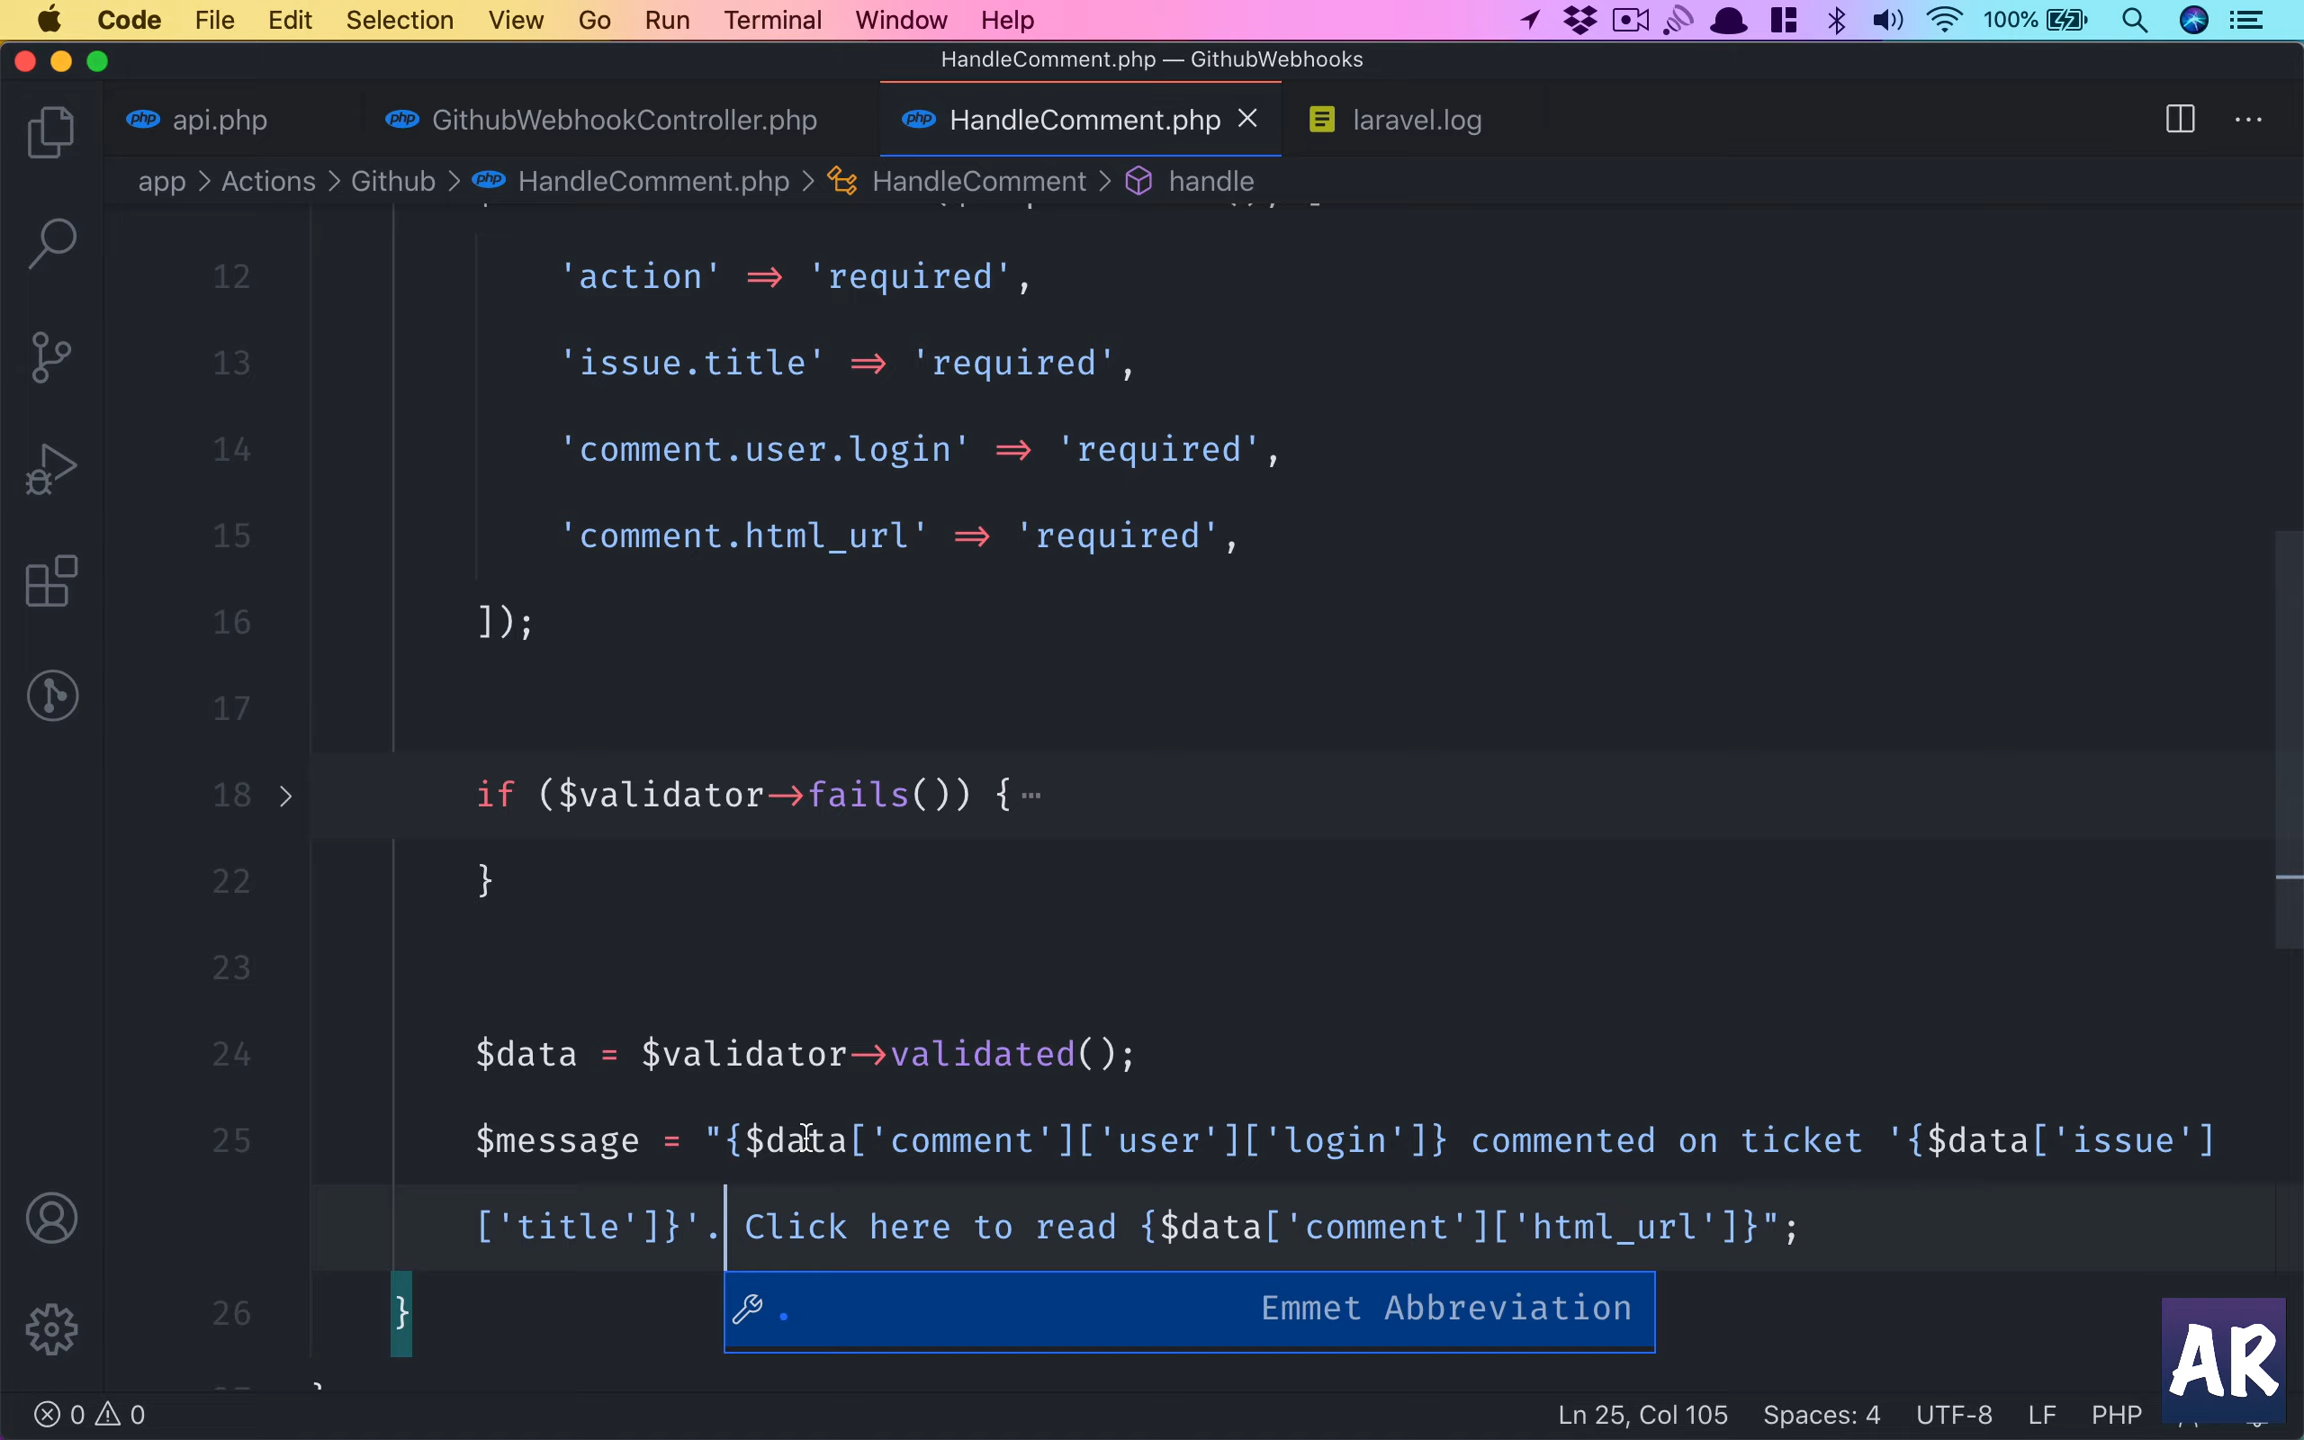 Code File Edit Selection View Go Run Terminal Window Help 100%
HandleComment.php — GithubWebhooks
php api.php php GithubWebhookController.php php HandleComment.php laravel.log
app > Actions > Github > php HandleComment.php > HandleComment > handle
12 'action' => 'required',
13 'issue.title' => 'required',
14 'comment.user.login' => 'required',
15 'comment.html_url' => 'required',
16 ]);
17
18 if ($validator->fails()) {…
22 }
23
24 $data = $validator->validated();
25 $message = "{$data['comment']['user']['login']} commented on ticket '{$data['issue']
['title']}'. Click here to read {$data['comment']['html_url']}";
. Emmet Abbreviation
26 }
AR
0 0 Ln 25, Col 105 Spaces: 4 UTF-8 LF PHP